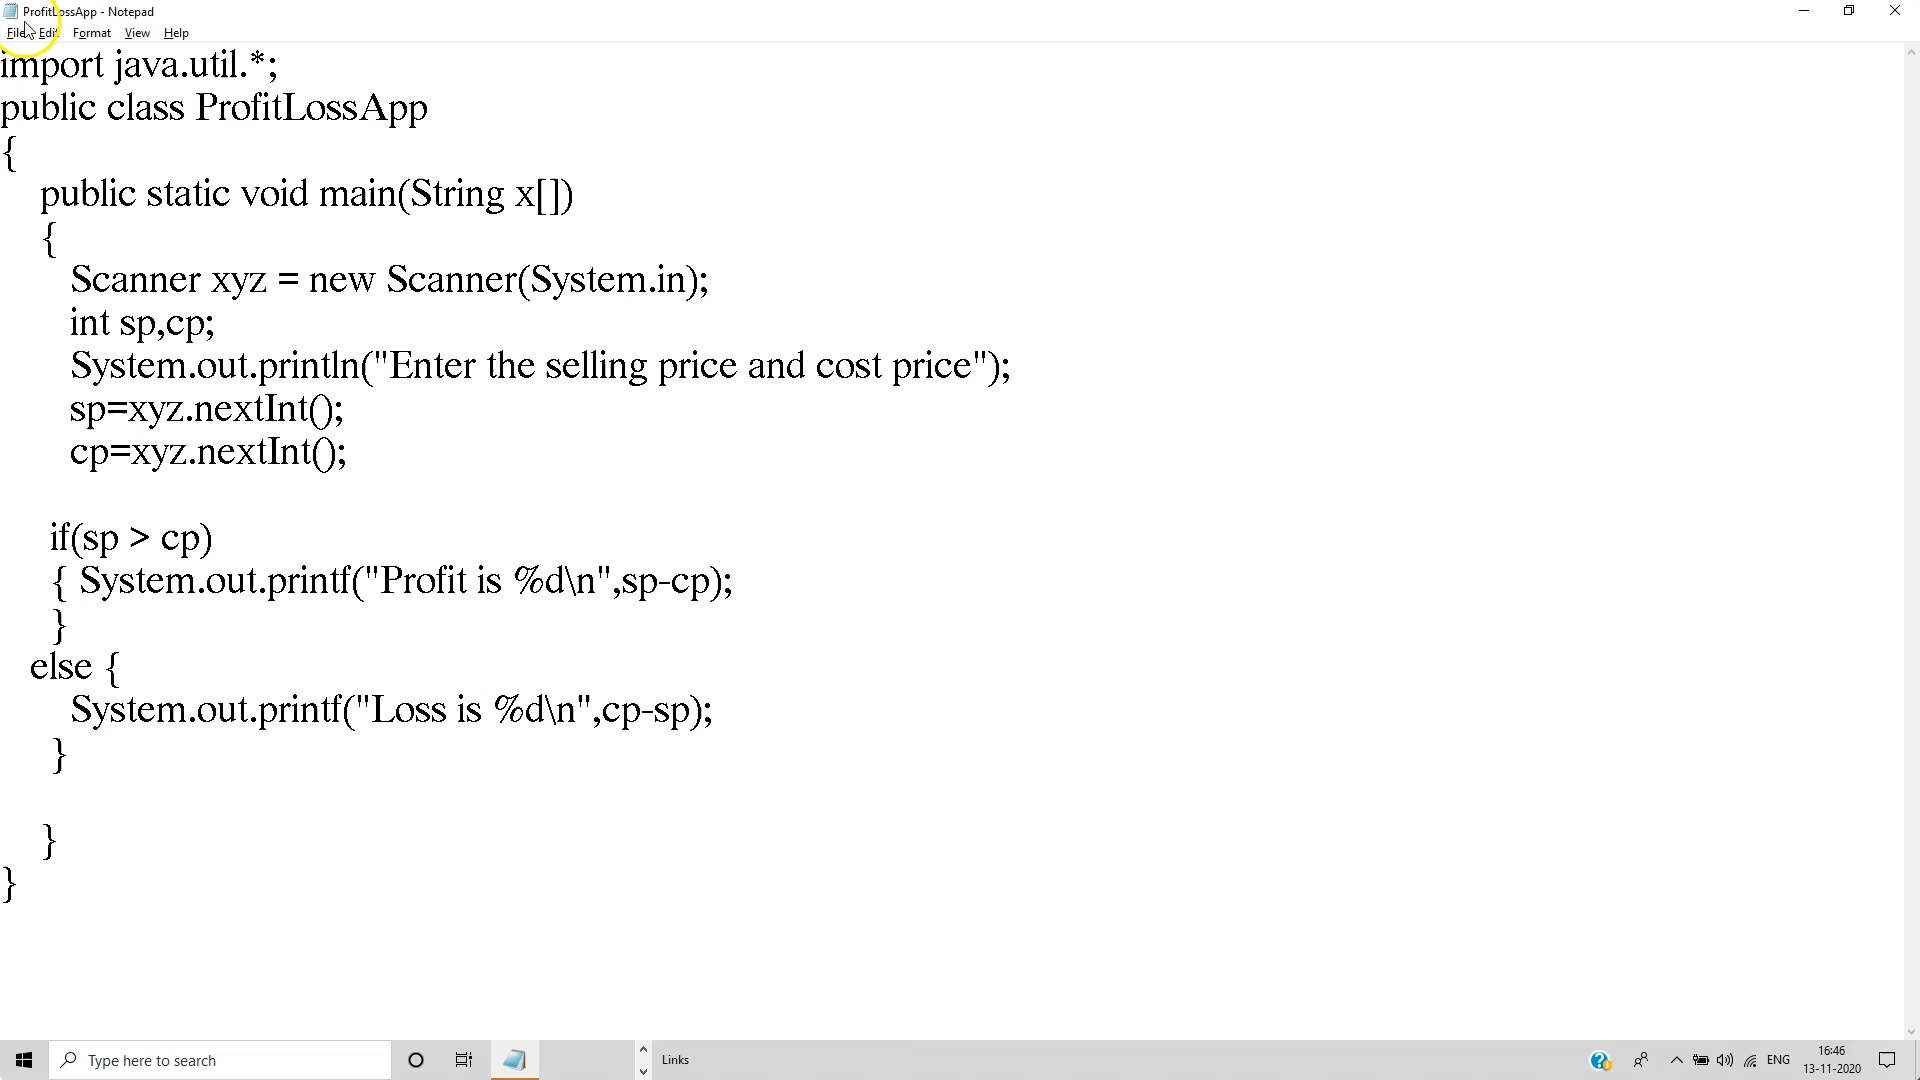 ProfitLossApp - Notepad
File Edit Format View Help
import java.util.*;
public class ProfitLossApp
{
public static void main(String x[])
{
Scanner xyz = new Scanner(System.in);
int sp,cp;
System.out.println("Enter the selling price and cost price");
sp=xyz.nextInt();
cp=xyz.nextInt();
if(sp > cp)
{ System.out.printf("Profit is %d\n",sp-cp);
}
else {
System.out.printf("Loss is %d\n",cp-sp);
}
}
}
Type here to search
Links
ENG
16:46
13-11-2020